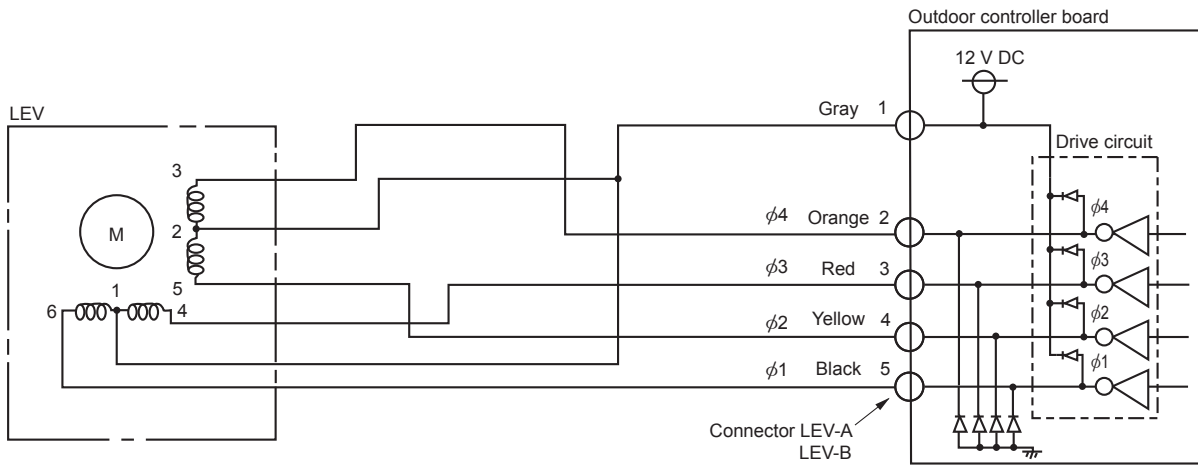 Outdoor controller board
12 V DC
LEV
Gray 1
Drive circuit
3
ϕ4 Orange 2 ϕ4
M
2
ϕ3 Red 3 ϕ3
5
6 1 4
ϕ2 Yellow 4 ϕ2
ϕ1 Black 5 ϕ1
Connector LEV-A
LEV-B